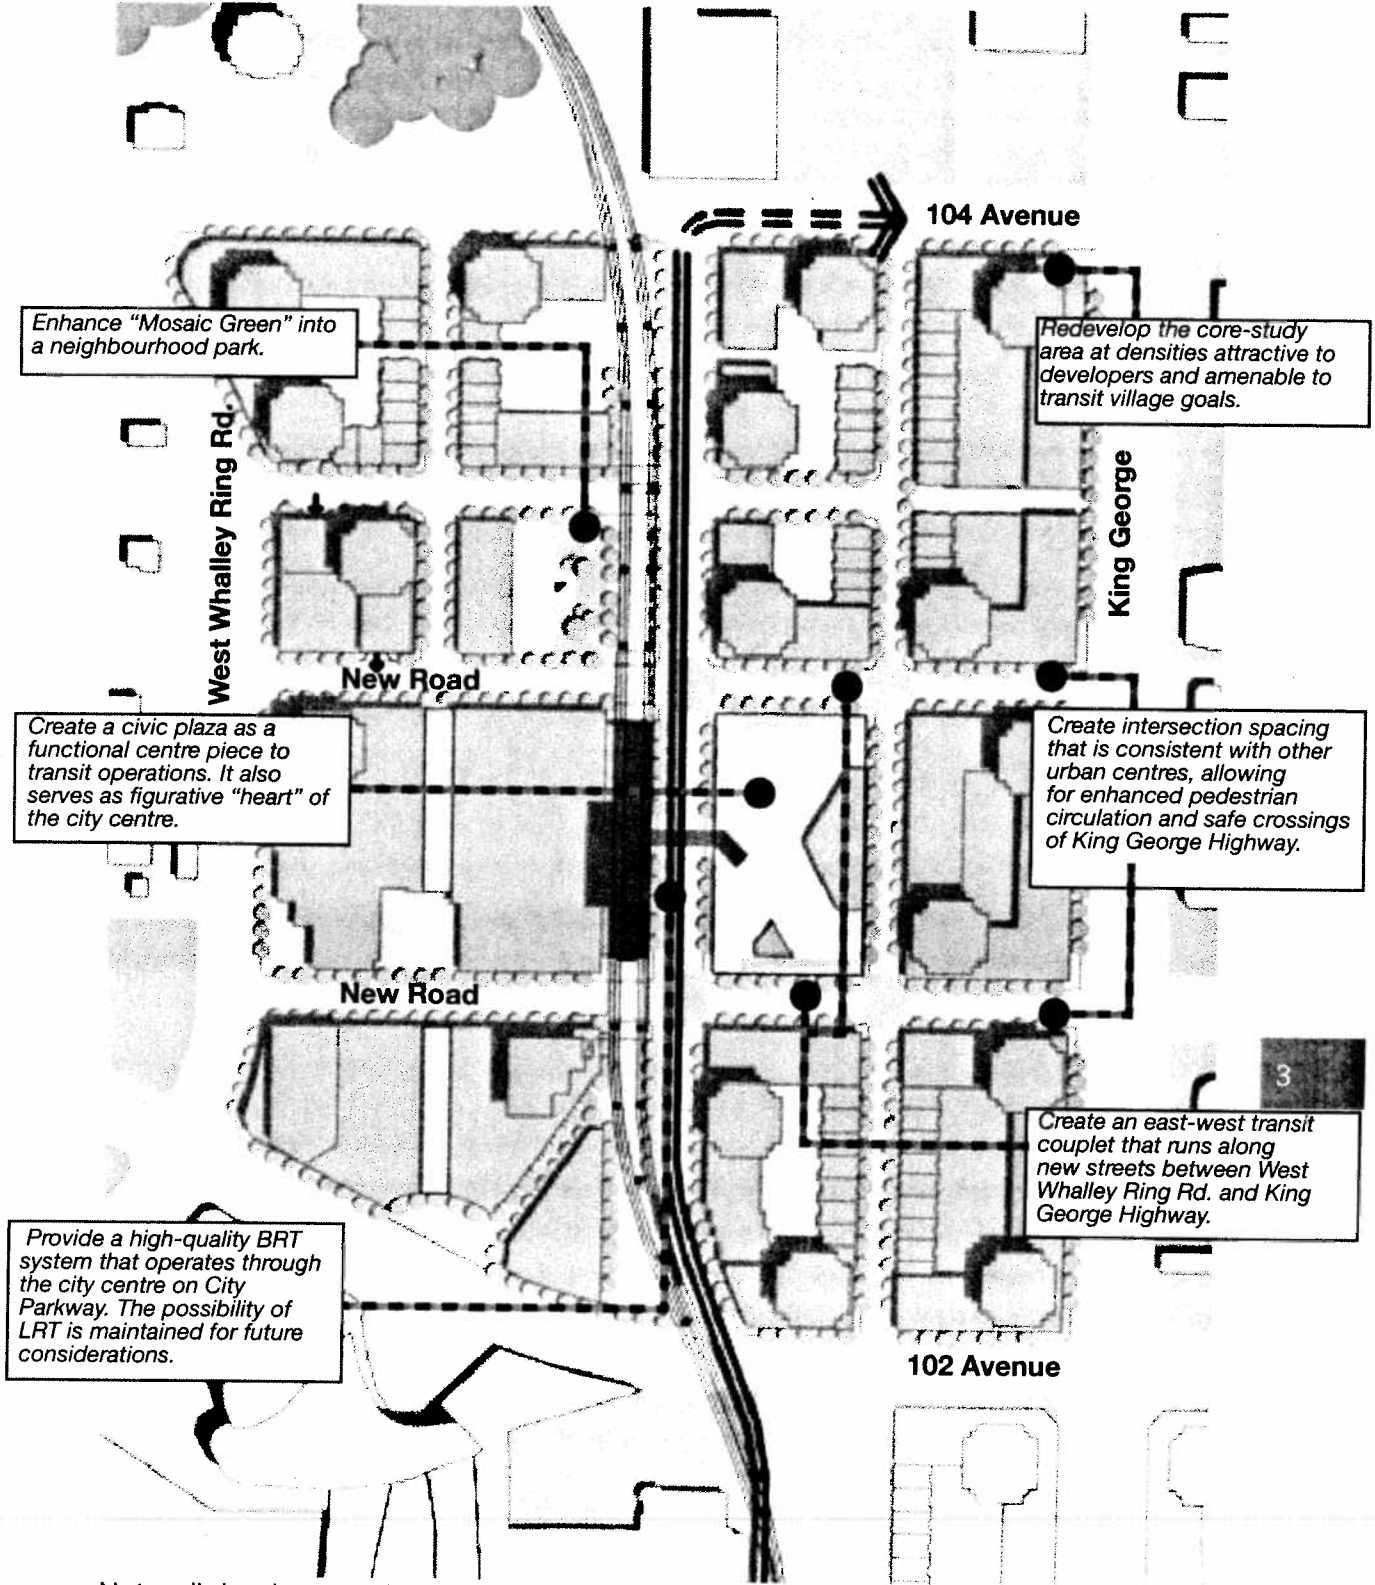 104 Avenue
Enhance “Mosaic Green” into
a neighbourhood park.
Redevelop the core-study
area at densities attractive to
developers and amenable to
transit village goals.
West Whalley Ring Rd.
King George
New Road
Create a civic plaza as a
functional centre piece to
transit operations. It also
serves as figurative “heart” of
the city centre.
Create intersection spacing
that is consistent with other
urban centres, allowing
for enhanced pedestrian
circulation and safe crossings
of King George Highway.
New Road
3
Create an east-west transit
couplet that runs along
new streets between West
Whalley Ring Rd. and King
George Highway.
Provide a high-quality BRT
system that operates through
the city centre on City
Parkway. The possibility of
LRT is maintained for future
considerations.
102 Avenue